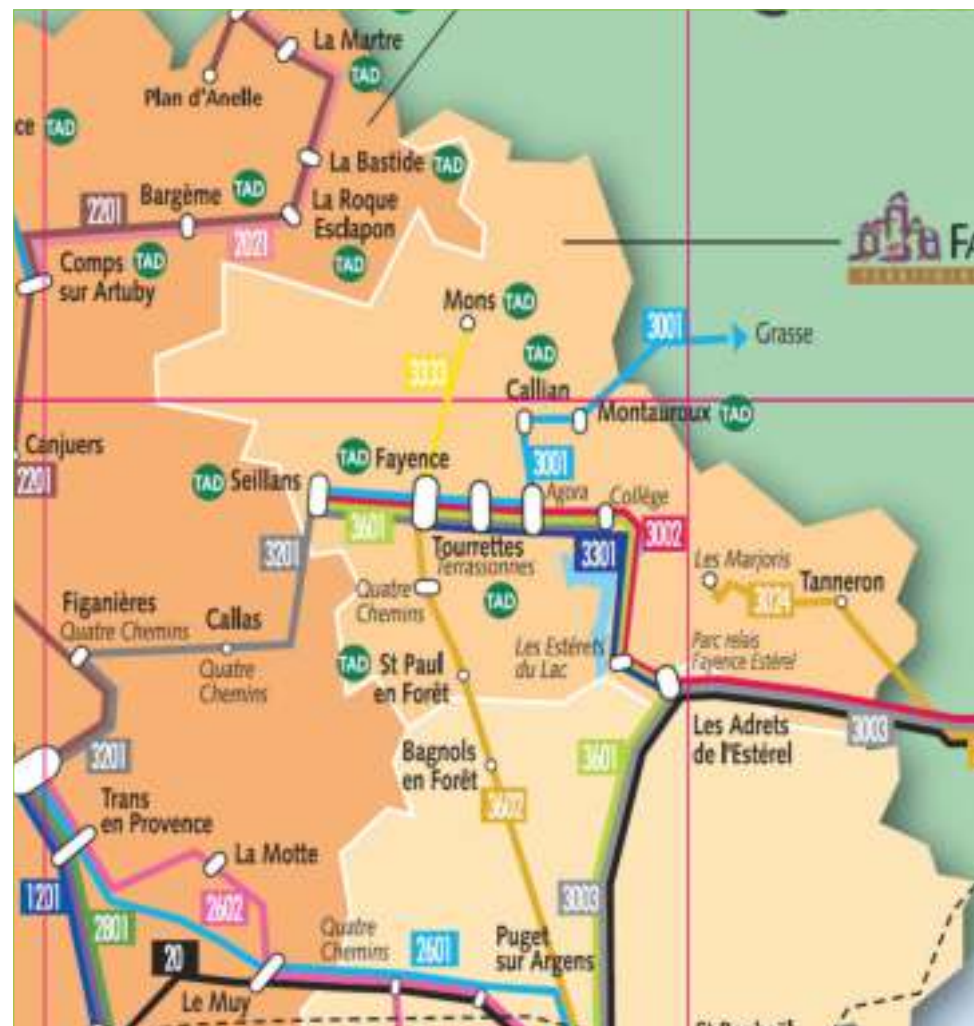 La Martre
TAD
Plan d'Anelle
ce TAD
La Bastide TAD
Bargème TAD
La Roque
Esclapon
TAD
2201
2021
FA
Comps TAD
sur Artuby
Mons TAD
3001
Grasse
TAD
3333
Callian
Montauroux TAD
Canjuers
2201
TAD Fayence
3001
TAD Seillans
Agora
Collège
3601
3002
3201
Tourrettes
Terrassonnes
3301
Les Marjoris
Tanneron
3024
Figanières
Quatre Chemins
Callas
Quatre
Chemins
TAD
Quatre
Chemins
Les Estérets
du Lac
Parc relais
Fayence Estérel
TAD St Paul
en Forêt
Les Adrets
de l'Estérel
3003
3201
Bagnols
en Forêt
3601
3602
Trans
en Provence
La Motte
1201
2801
2602
3003
Quatre
Chemins
2601
Puget
sur Argens
20
Le Muy